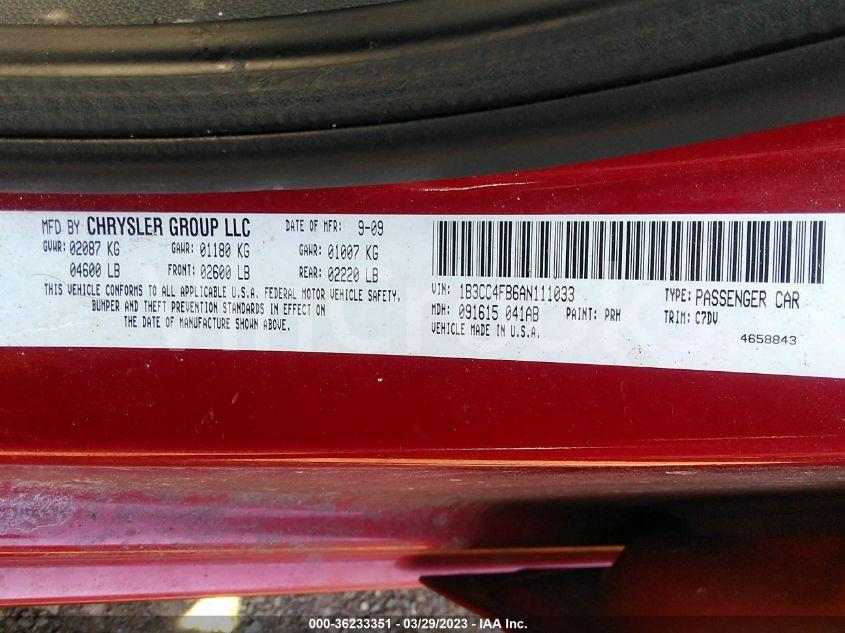 MFD BY CHRYSLER GROUP LLC DATE OF MFR: 9-09
GVWR: 02087 KG GAWR: 01180 KG GAWR: 01007 KG
04600 LB FRONT: 02600 LB REAR: 02220 LB
THIS VEHICLE CONFORMS TO ALL APPLICABLE U.S.A. FEDERAL MOTOR VEHICLE SAFETY,
BUMPER AND THEFT PREVENTION STANDARDS IN EFFECT ON
THE DATE OF MANUFACTURE SHOWN ABOVE.
VIN: 1B3CC4FB6AN111033 TYPE: PASSENGER CAR
MDH: 091615 041AB PAINT: PRH TRIM: C7DV
VEHICLE MADE IN U.S.A.
4658843
000-36233351 | 03/29/2023 | IAA Inc.